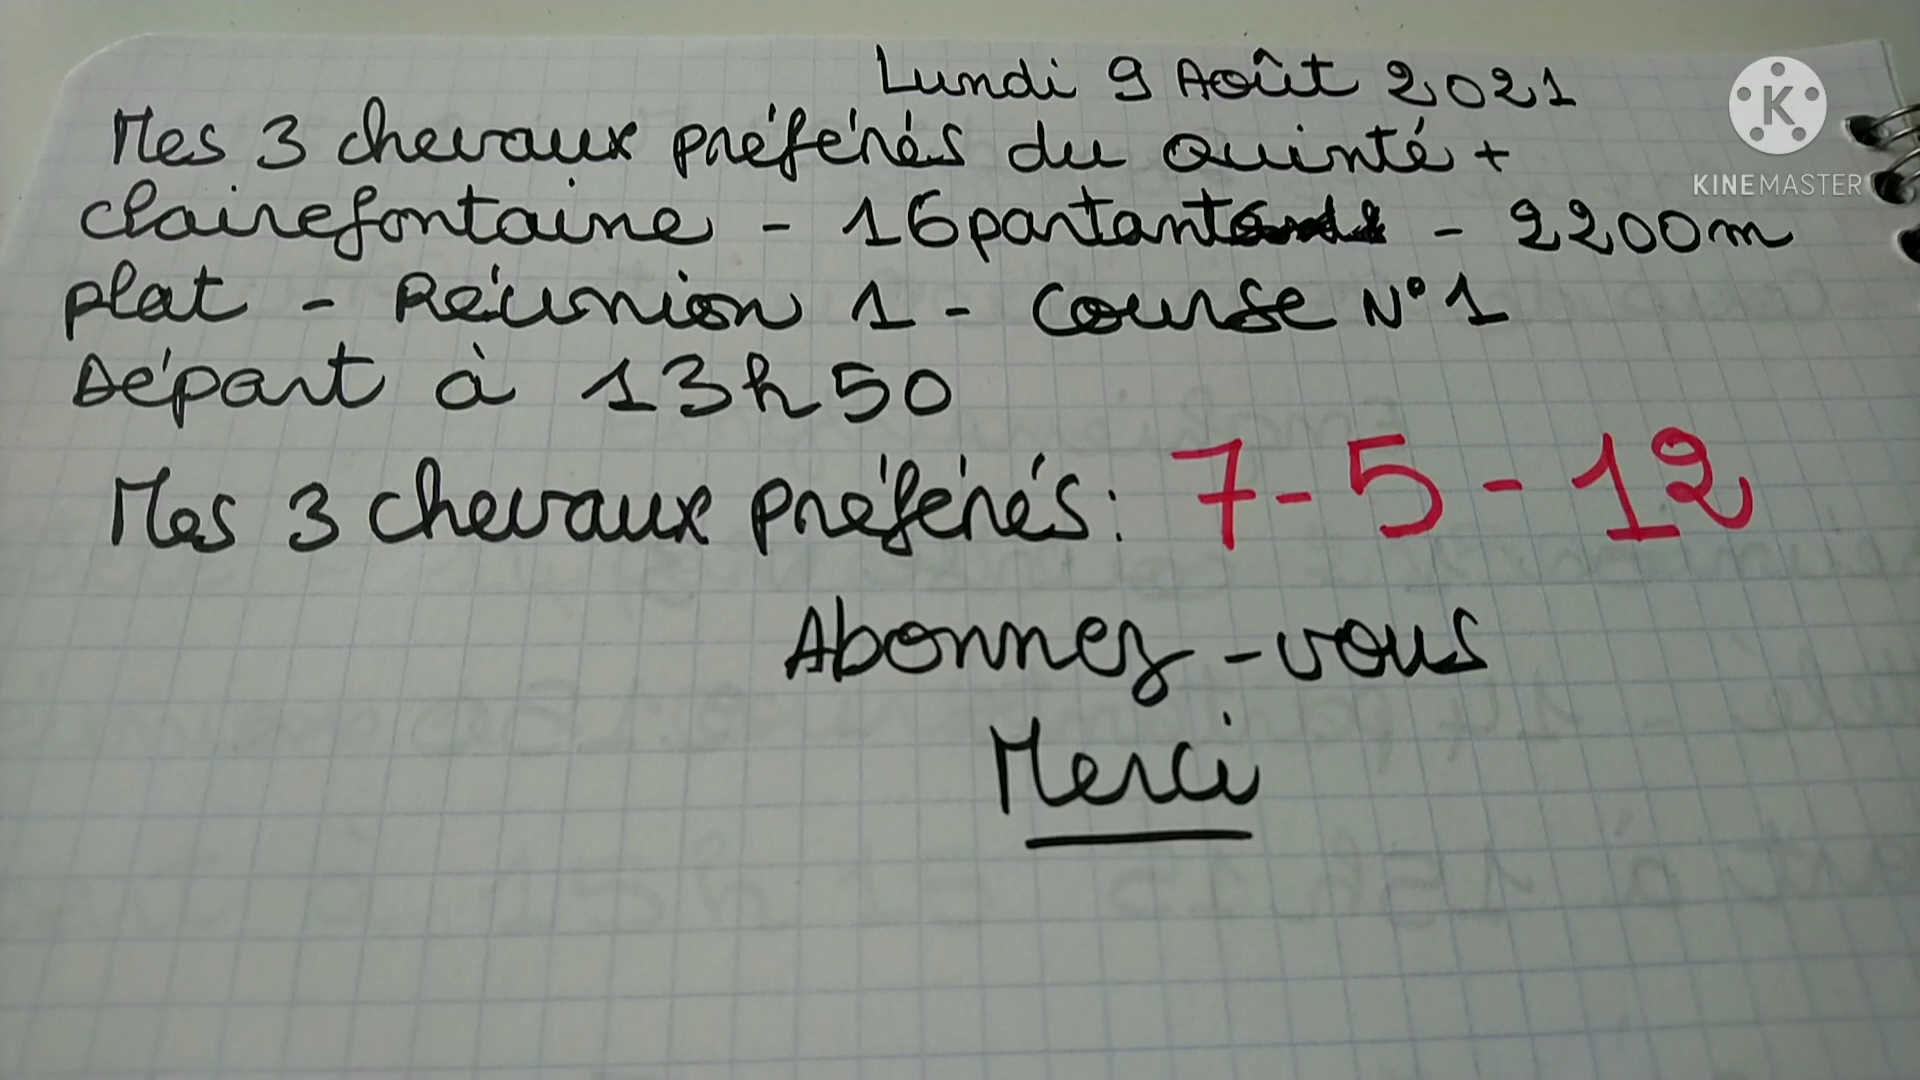 Lundi 9 Août 2021
Mes 3 chevaux préférés du Quinté +
Clairefontaine - 16 partants - 2200m
plat - Réunion 1 - Course N°1
Départ à 13h50
Mes 3 chevaux préférés : 7 - 5 - 12
Abonnez-vous
Merci
K
KINEMASTER